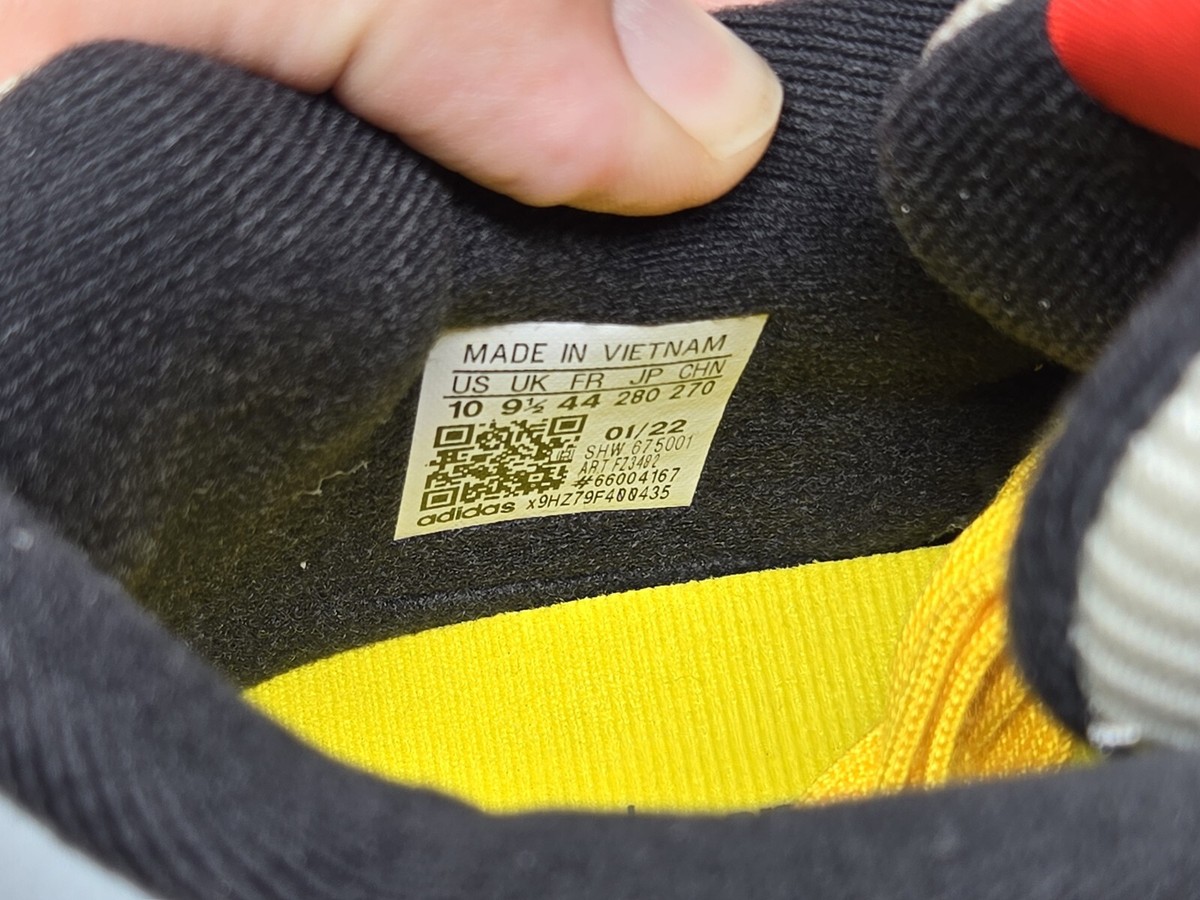 MADE IN VIETNAM
US UK FR JP CHN
10 9½ 44 280 270
01/22
SHW 675001
ART FZ3492
#66004167
adidas x9HZ79F400435